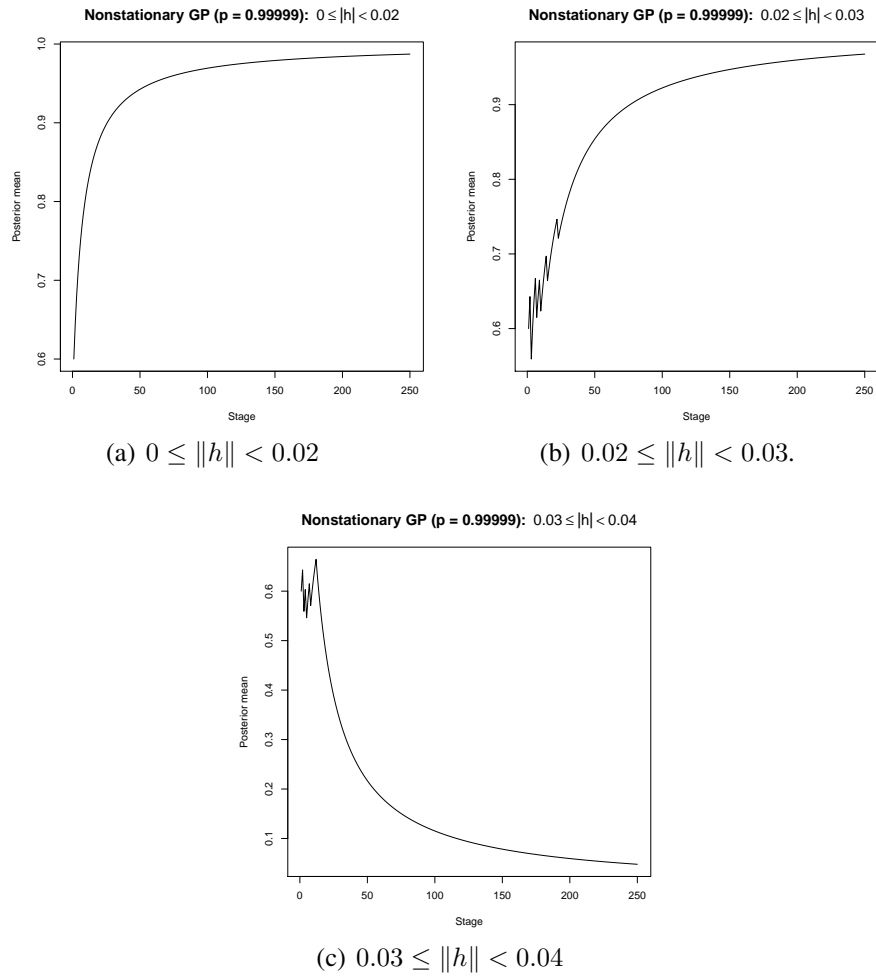 Nonstationary GP (p = 0.99999): 0 ≤ |h| < 0.02
Posterior mean
0.6
0.7
0.8
0.9
1.0
0
50
100
150
200
250
Stage
(a) 0 ≤ ‖h‖ < 0.02
Nonstationary GP (p = 0.99999): 0.02 ≤ |h| < 0.03
Posterior mean
0.6
0.7
0.8
0.9
0
50
100
150
200
250
Stage
(b) 0.02 ≤ ‖h‖ < 0.03.
Nonstationary GP (p = 0.99999): 0.03 ≤ |h| < 0.04
Posterior mean
0.1
0.2
0.3
0.4
0.5
0.6
0
50
100
150
200
250
Stage
(c) 0.03 ≤ ‖h‖ < 0.04